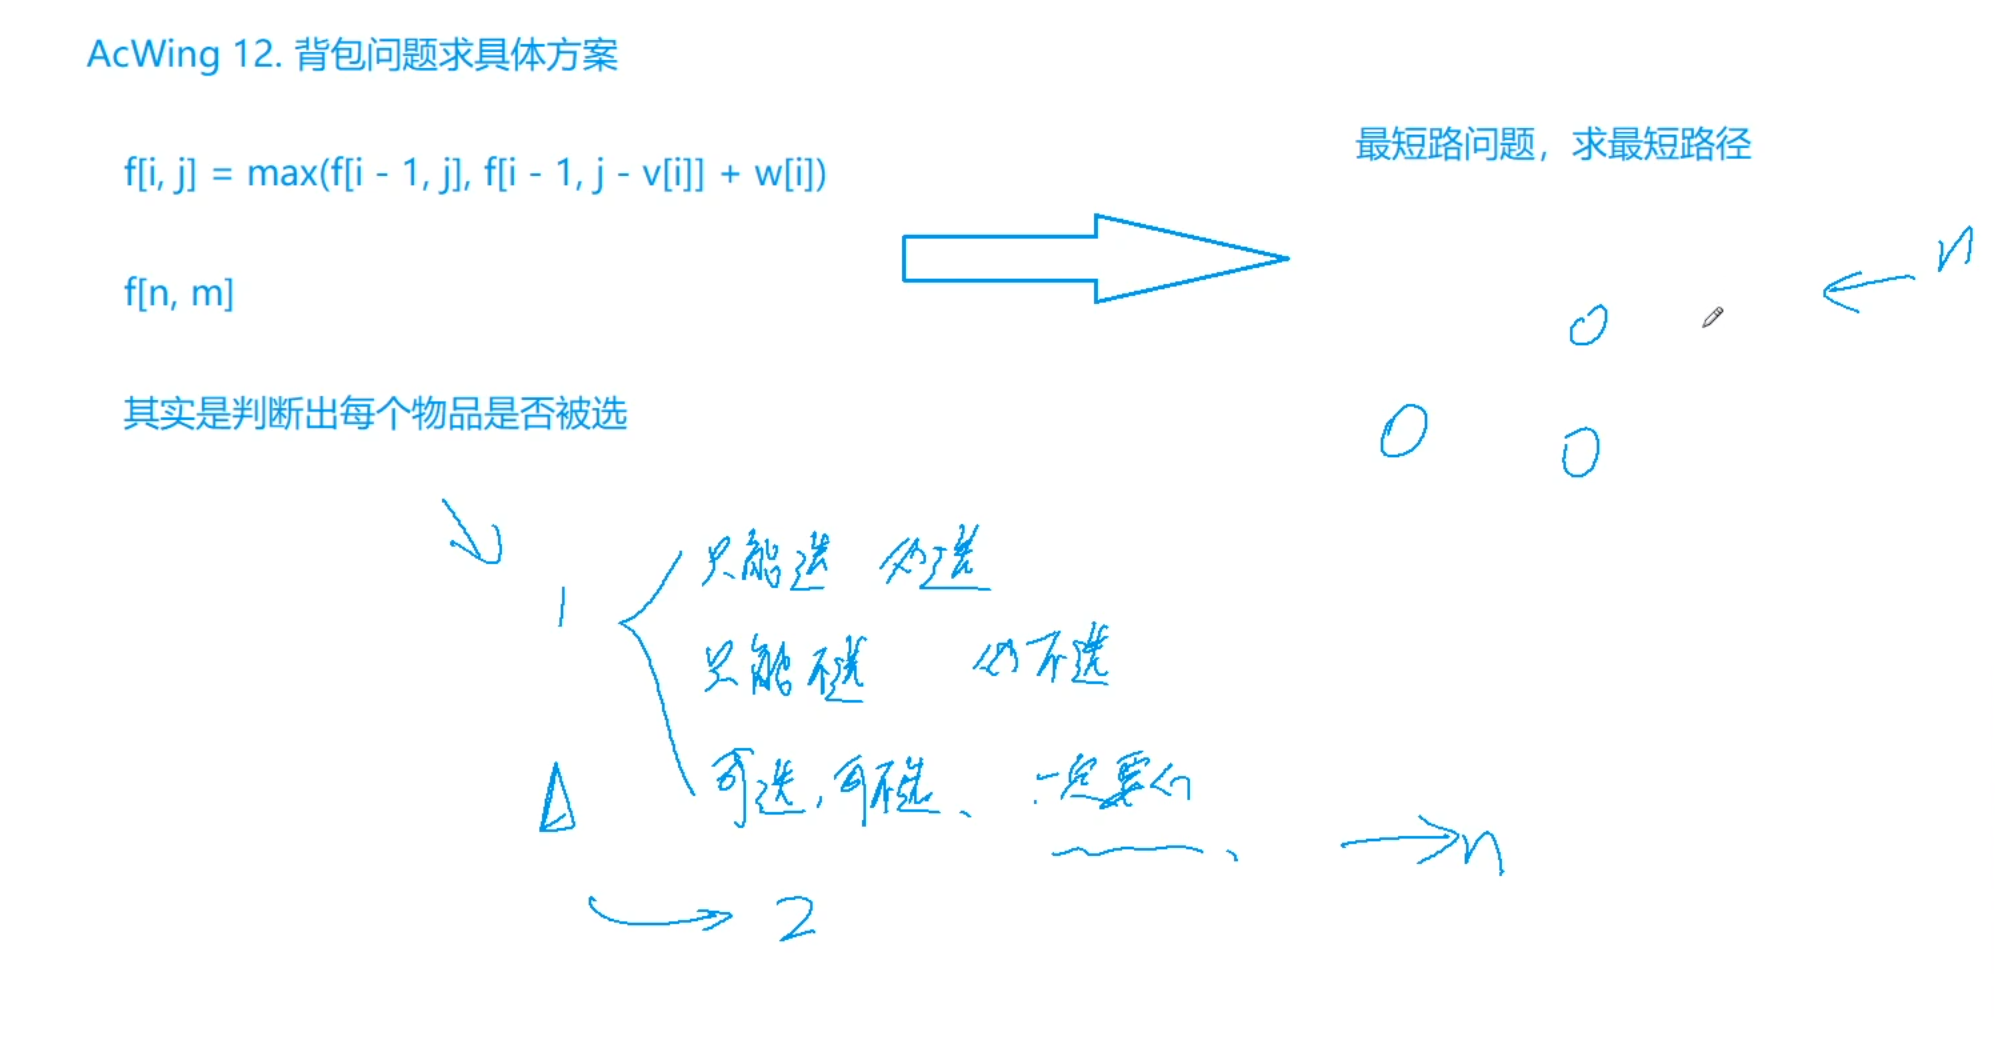 AcWing 12. 背包问题求具体方案
最短路问题，求最短路径
f[i, j] = max(f[i - 1, j], f[i - 1, j - v[i]] + w[i])
n
f[n, m]
其实是判断出每个物品是否被选
只能选 必选
1
只能不选 必不选
可选, 可不选、一定要选
n
2